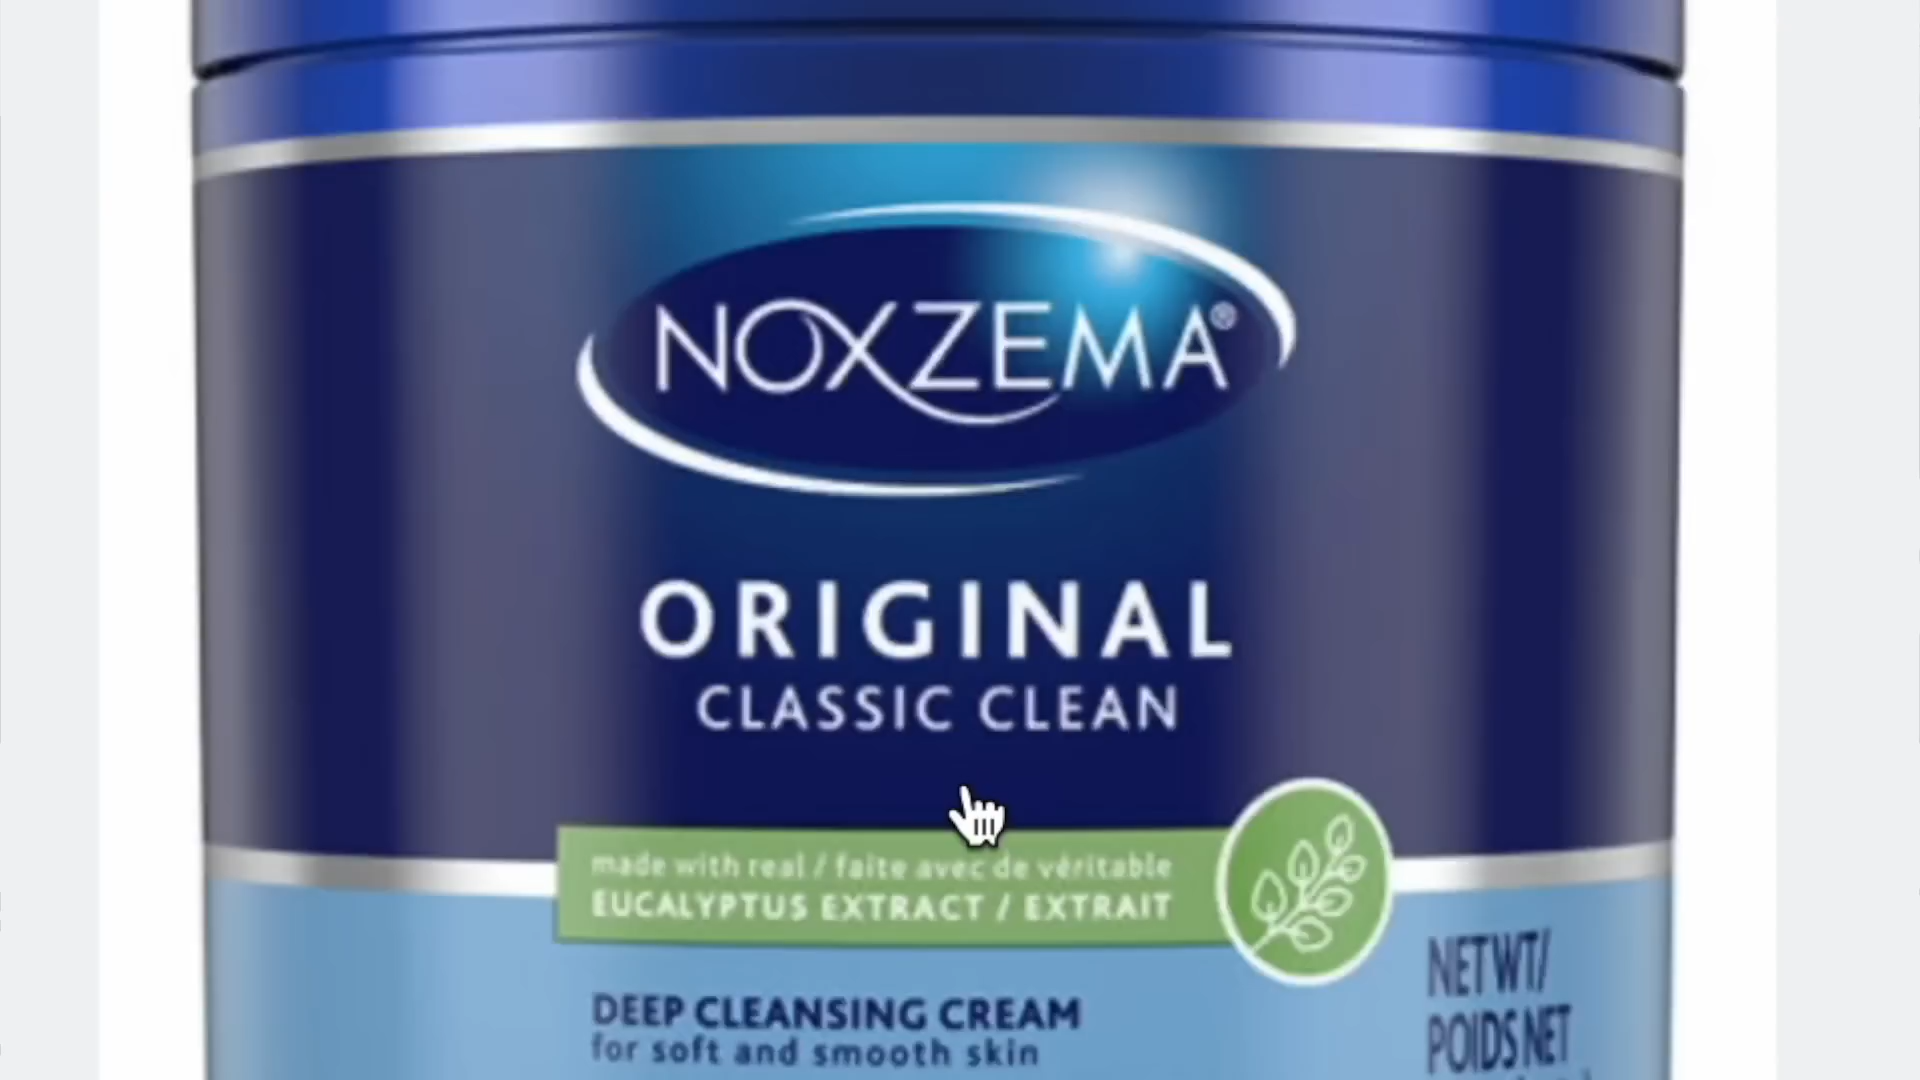 NOXZEMA®
ORIGINAL
CLASSIC CLEAN
made with real / faite avec de véritable
EUCALYPTUS EXTRACT / EXTRAIT
DEEP CLEANSING CREAM
for soft and smooth skin
NET WT/
POIDS NET